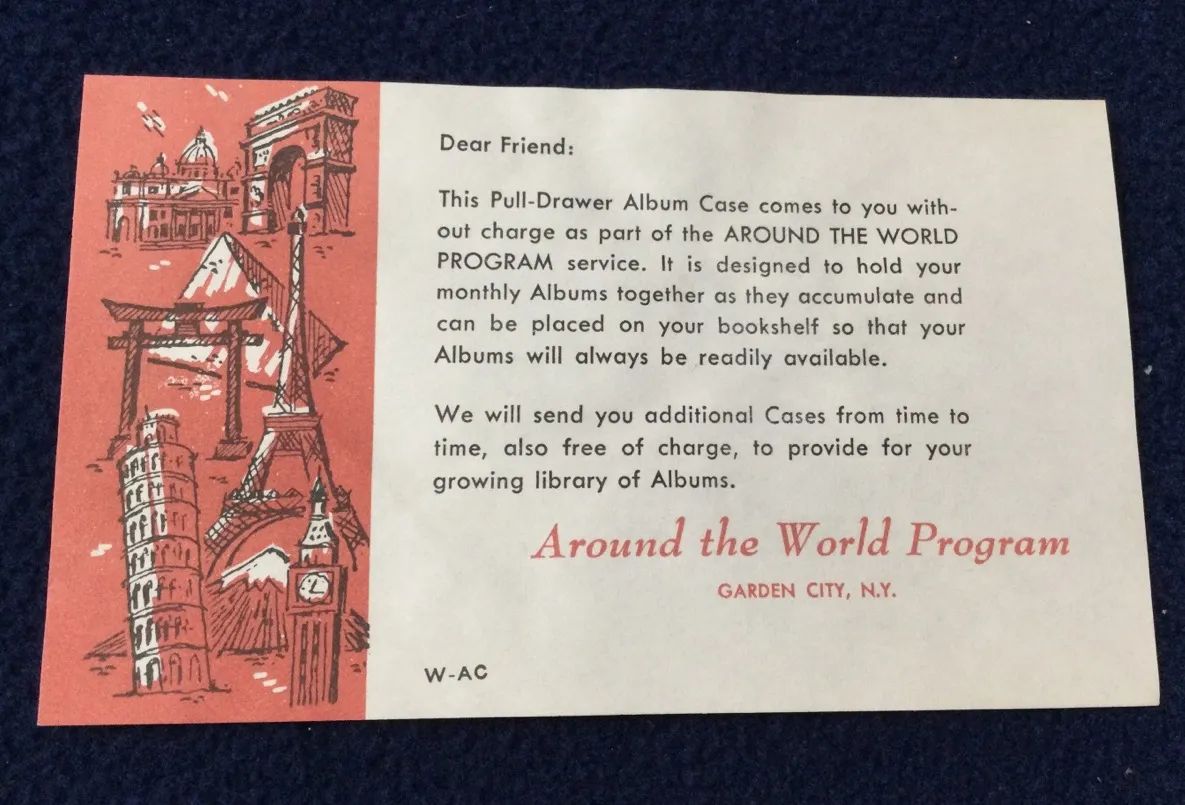 Dear Friend:
This Pull-Drawer Album Case comes to you with-
out charge as part of the AROUND THE WORLD
PROGRAM service. It is designed to hold your
monthly Albums together as they accumulate and
can be placed on your bookshelf so that your
Albums will always be readily available.
We will send you additional Cases from time to
time, also free of charge, to provide for your
growing library of Albums.
Around the World Program
GARDEN CITY, N.Y.
W-AC